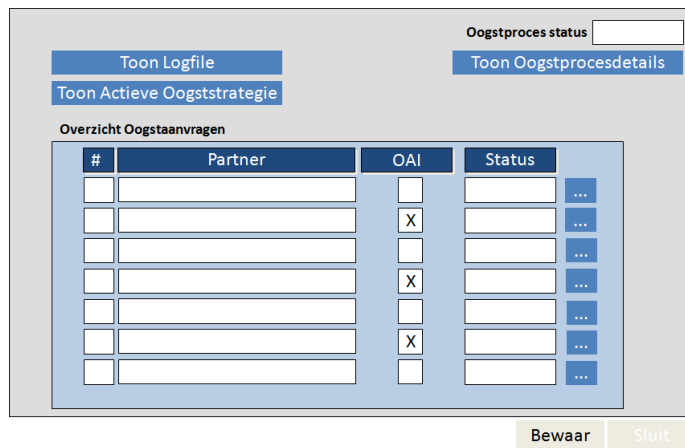 Oogstproces status
Toon Logfile
Toon Oogstprocesdetails
Toon Actieve Oogststrategie
Overzicht Oogstaanvragen
# Partner OAI Status
...
X ...
...
X ...
...
X ...
...
Bewaar Sluit